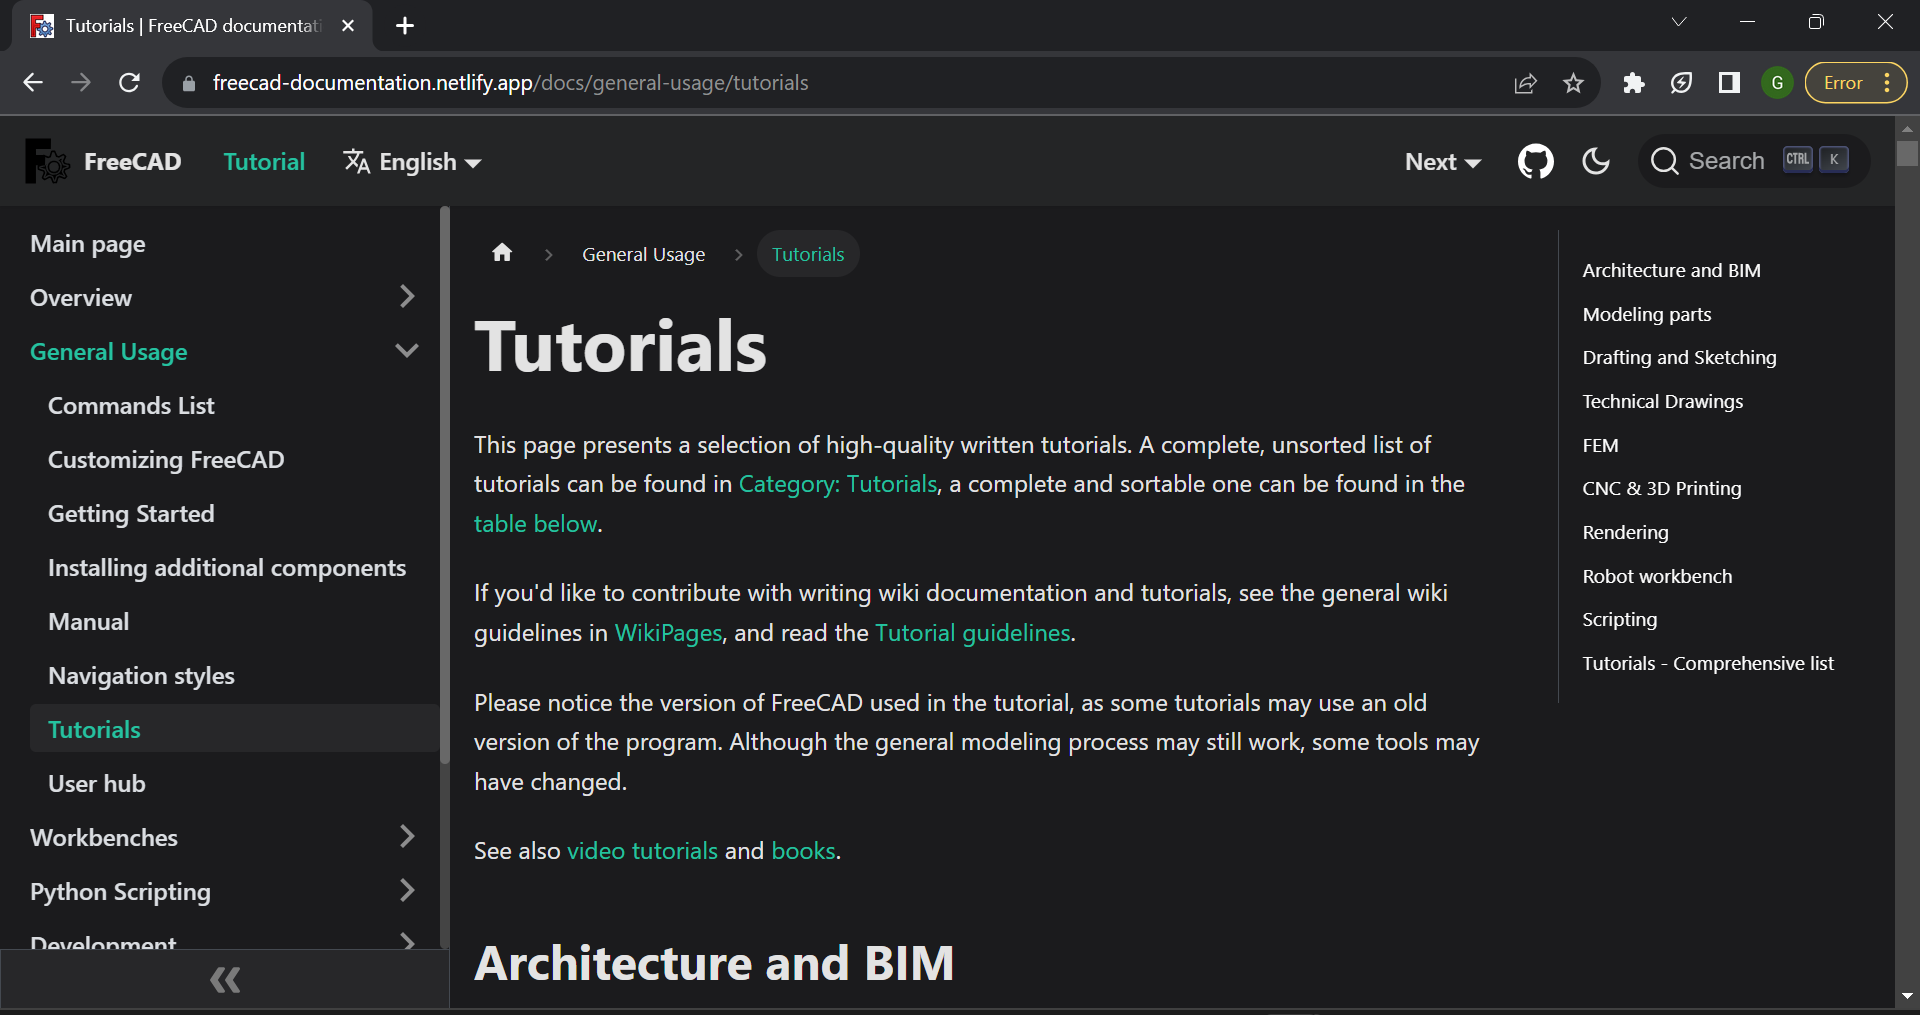 Tutorials | FreeCAD documentati
freecad-documentation.netlify.app/docs/general-usage/tutorials
G
Error
FreeCAD
Tutorial
English
Next
Search
CTRL
K
Main page
Overview
General Usage
Commands List
Customizing FreeCAD
Getting Started
Installing additional components
Manual
Navigation styles
Tutorials
User hub
Workbenches
Python Scripting
Development
General Usage
Tutorials
Tutorials
This page presents a selection of high-quality written tutorials. A complete, unsorted list of
tutorials can be found in Category: Tutorials, a complete and sortable one can be found in the
table below.
If you'd like to contribute with writing wiki documentation and tutorials, see the general wiki
guidelines in WikiPages, and read the Tutorial guidelines.
Please notice the version of FreeCAD used in the tutorial, as some tutorials may use an old
version of the program. Although the general modeling process may still work, some tools may
have changed.
See also video tutorials and books.
Architecture and BIM
Architecture and BIM
Modeling parts
Drafting and Sketching
Technical Drawings
FEM
CNC & 3D Printing
Rendering
Robot workbench
Scripting
Tutorials - Comprehensive list